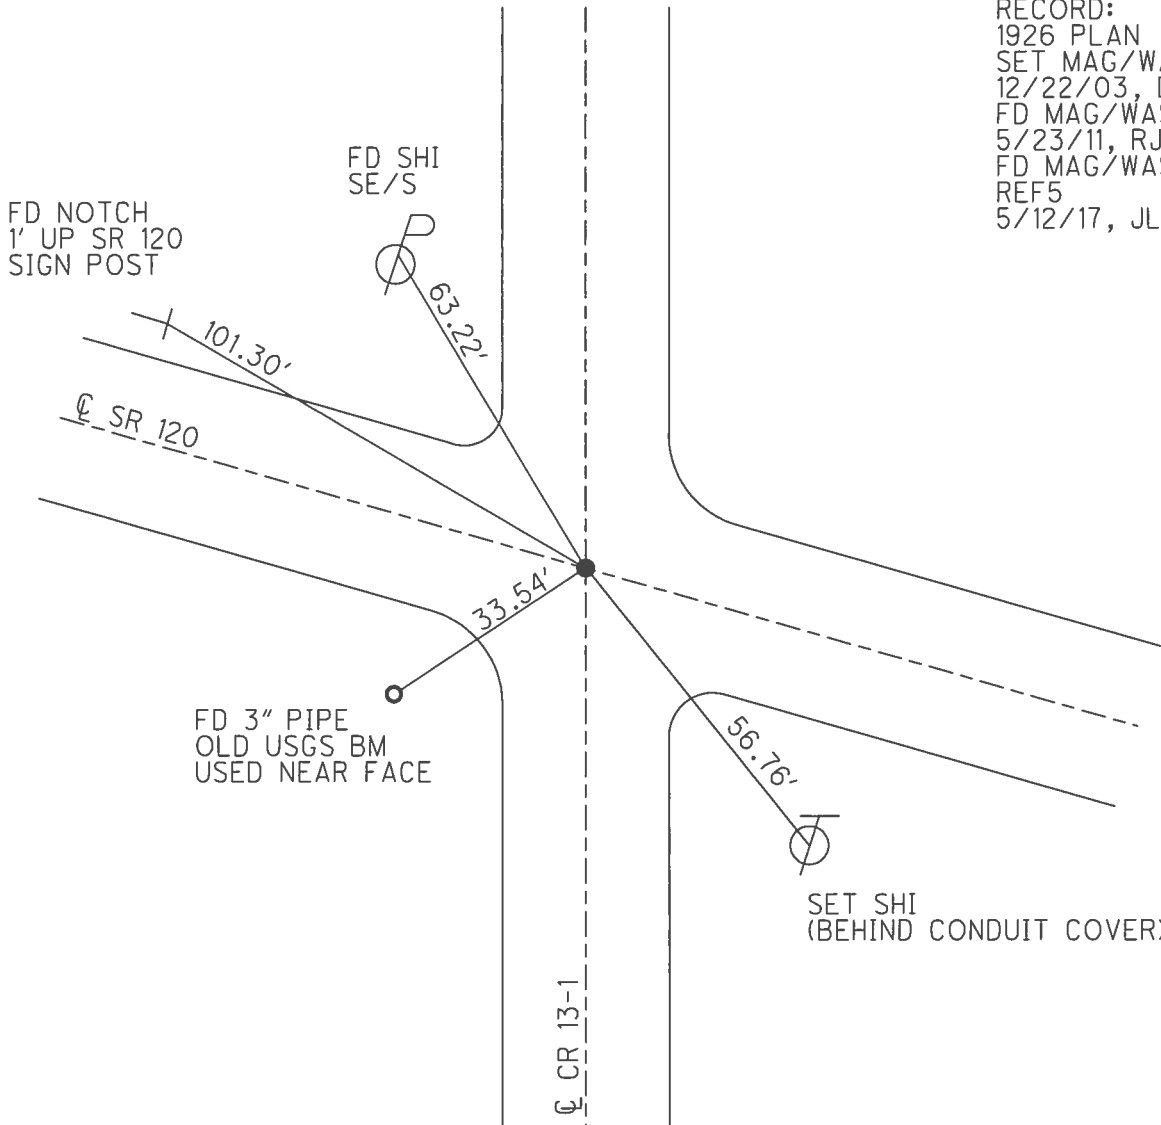 RECORD:
1926 PLAN
SET MAG/WA
12/22/03,
FD MAG/WAS
5/23/11, RJ
FD MAG/WAS
REF5
5/12/17, JL
FD SHI
SE/S
FD NOTCH
1' UP SR 120
SIGN POST
63.22'
101.30'
℄ SR 120
33.54'
FD 3" PIPE
OLD USGS BM
USED NEAR FACE
56.76'
SET SHI
(BEHIND CONDUIT COVER)
℄ CR 13-1